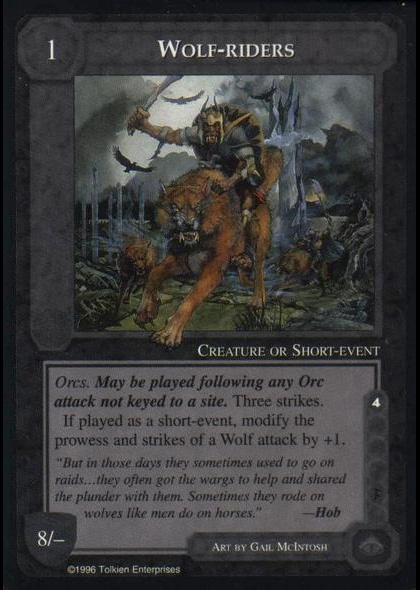 1
WOLF-RIDERS
CREATURE OR SHORT-EVENT
Orcs. May be played following any Orc
attack not keyed to a site. Three strikes.
If played as a short-event, modify the
prowess and strikes of a Wolf attack by +1.
4
“But in those days they sometimes used to go on
raids…they often got the wargs to help and shared
the plunder with them. Sometimes they rode on
wolves like men do on horses.” —Hob
8/–
ART BY GAIL MCINTOSH
©1996 Tolkien Enterprises